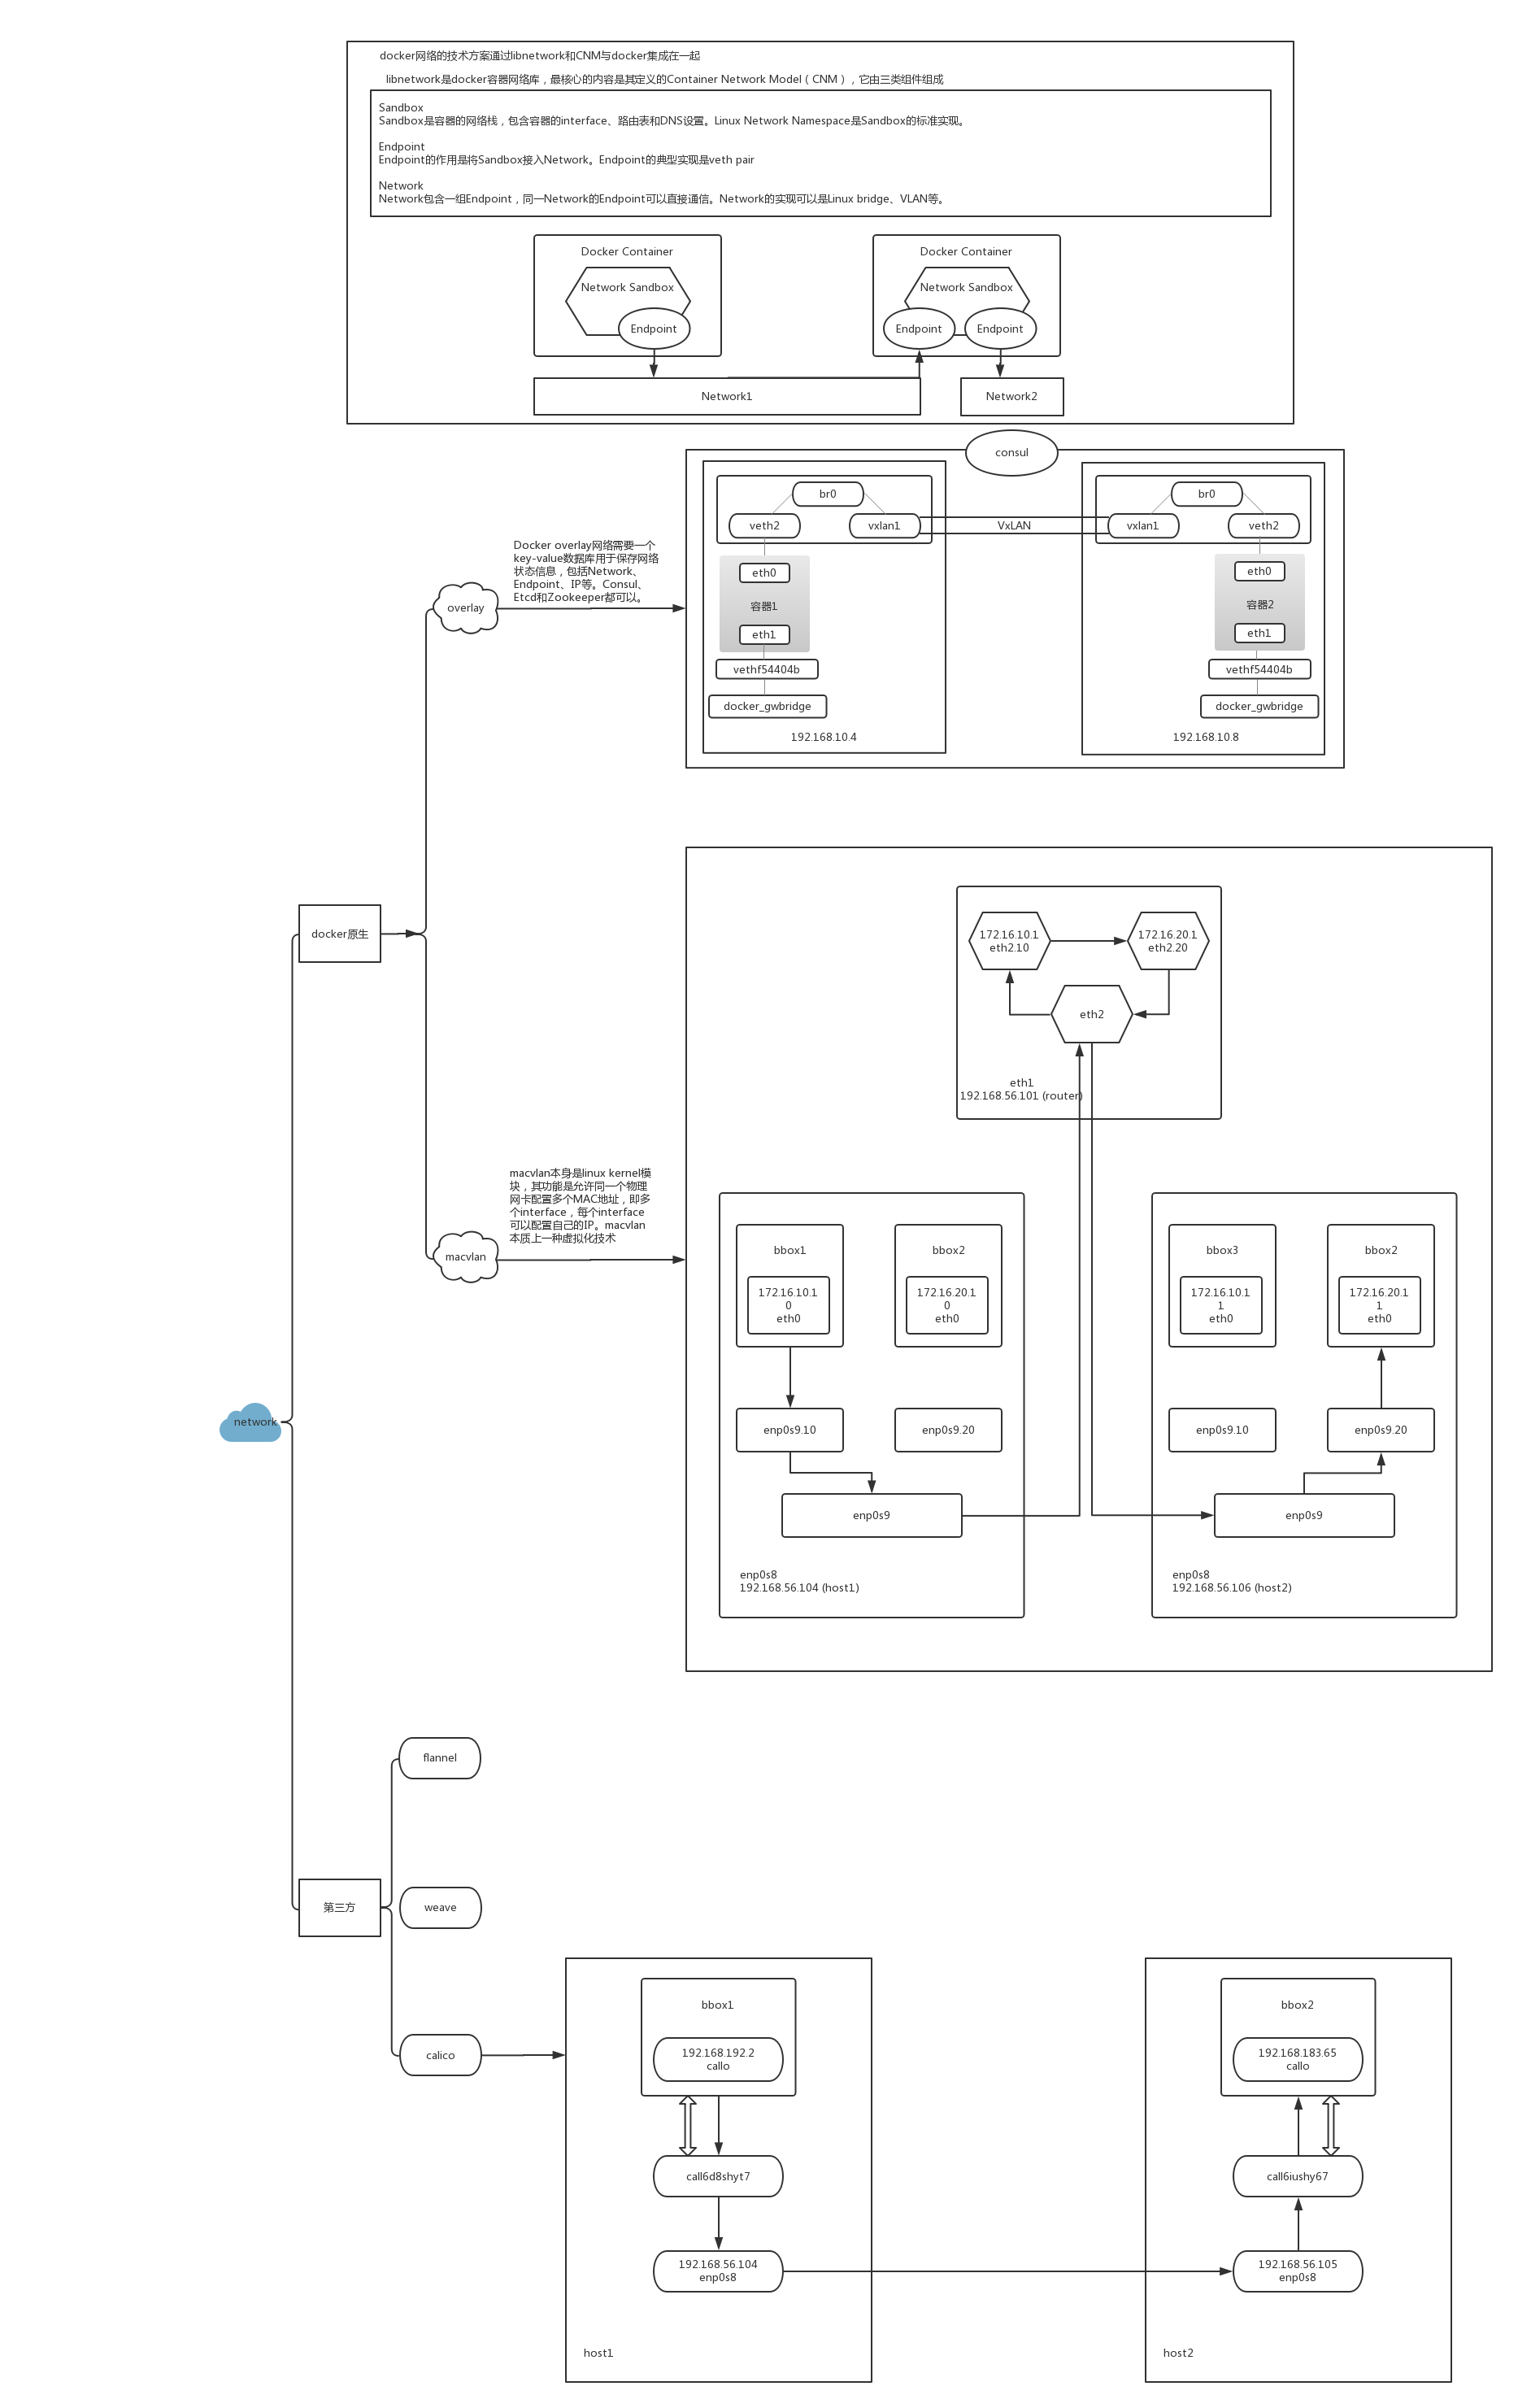 docker网络的技术方案通过libnetwork和CNM与docker集成在一起
libnetwork是docker容器网络库，最核心的内容是其定义的Container Network Model（CNM），它由三类组件组成
Sandbox
Sandbox是容器的网络栈，包含容器的interface、路由表和DNS设置。Linux Network Namespace是Sandbox的标准实现。
Endpoint
Endpoint的作用是将Sandbox接入Network。Endpoint的典型实现是veth pair
Network
Network包含一组Endpoint，同一Network的Endpoint可以直接通信。Network的实现可以是Linux bridge、VLAN等。
Docker Container
Network Sandbox
Endpoint
Docker Container
Network Sandbox
Endpoint
Endpoint
Network1
Network2
consul
br0
veth2
vxlan1
VxLAN
br0
vxlan1
veth2
eth0
容器1
eth1
vethf54404b
docker_gwbridge
192.168.10.4
eth0
容器2
eth1
vethf54404b
docker_gwbridge
192.168.10.8
Docker overlay网络需要一个
key-value数据库用于保存网络
状态信息，包括Network、
Endpoint、IP等。Consul、
Etcd和Zookeeper都可以。
overlay
docker原生
172.16.10.1
eth2.10
172.16.20.1
eth2.20
eth2
eth1
192.168.56.101 (router)
macvlan本身是linux kernel模
块，其功能是允许同一个物理
网卡配置多个MAC地址，即多
个interface，每个interface
可以配置自己的IP。macvlan
本质上一种虚拟化技术
macvlan
bbox1
172.16.10.1
0
eth0
bbox2
172.16.20.1
0
eth0
enp0s9.10
enp0s9.20
enp0s9
enp0s8
192.168.56.104 (host1)
bbox3
172.16.10.1
1
eth0
bbox2
172.16.20.1
1
eth0
enp0s9.10
enp0s9.20
enp0s9
enp0s8
192.168.56.106 (host2)
network
flannel
第三方
weave
calico
bbox1
192.168.192.2
callo
call6d8shyt7
192.168.56.104
enp0s8
host1
bbox2
192.168.183.65
callo
call6iushy67
192.168.56.105
enp0s8
host2